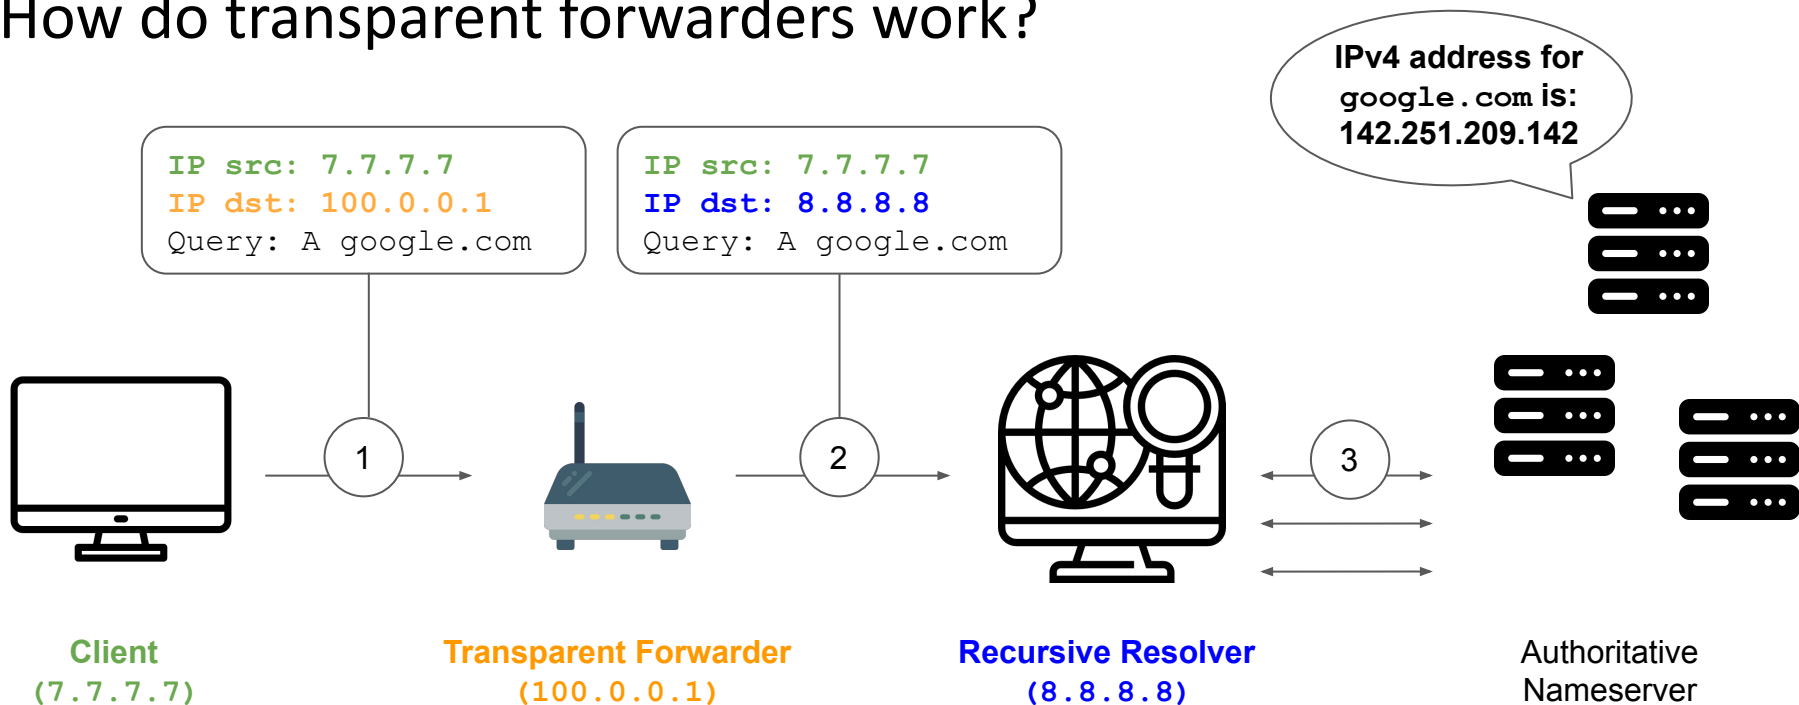 How do transparent forwarders work?
IPv4 address for
google.com is:
142.251.209.142
IP src: 7.7.7.7
IP dst: 100.0.0.1
Query: A google.com
IP src: 7.7.7.7
IP dst: 8.8.8.8
Query: A google.com
1
2
3
Client
(7.7.7.7)
Transparent Forwarder
(100.0.0.1)
Recursive Resolver
(8.8.8.8)
Authoritative
Nameserver